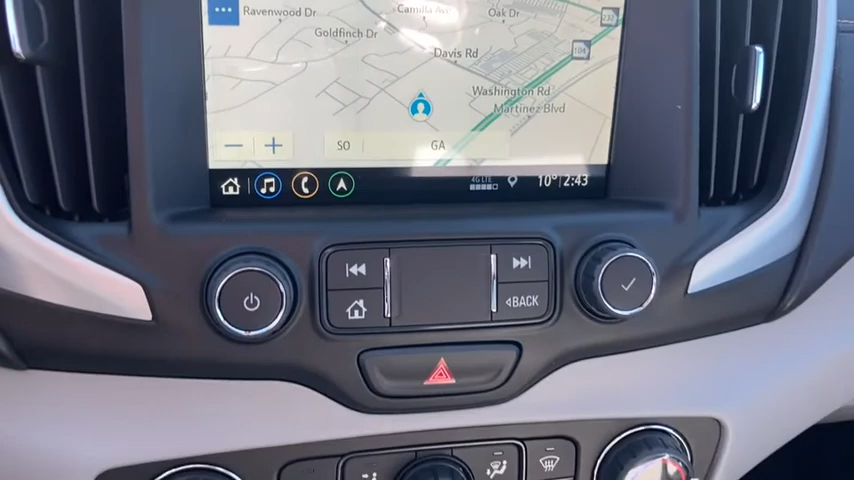 Ravenwood Dr
Camilla Ave
Oak Dr
232
Goldfinch Dr
104
Davis Rd
Washington Rd
Martinez Blvd
SO
GA
4G LTE
10° 2:43
BACK